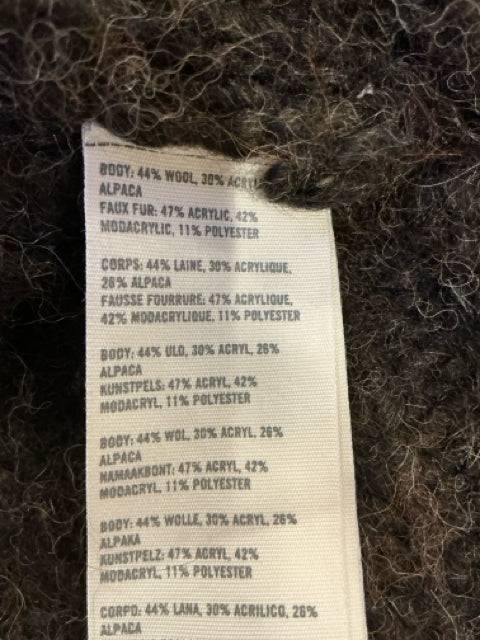 BODY: 44% WOOL, 30% ACRYL
ALPACA
FAUX FUR: 47% ACRYLIC, 42%
MODACRYLIC, 11% POLYESTER
CORPS: 44% LAINE, 30% ACRYLIQUE,
26% ALPACA
FAUSSE FOURRURE: 47% ACRYLIQUE,
42% MODACRYLIQUE, 11% POLYESTER
BODY: 44% ULD, 30% ACRYL, 26%
ALPACA
KUNSTPELS: 47% ACRYL, 42%
MODACRYL, 11% POLYESTER
BODY: 44% WOL, 30% ACRYL, 26%
ALPACA
NAMAAKBONT: 47% ACRYL, 42%
MODACRYL, 11% POLYESTER
BODY: 44% WOLLE, 30% ACRYL, 26%
ALPAKA
KUNSTPELZ: 47% ACRYL, 42%
MODACRYL, 11% POLYESTER
CORPO: 44% LANA, 30% ACRILICO, 26%
ALPACA